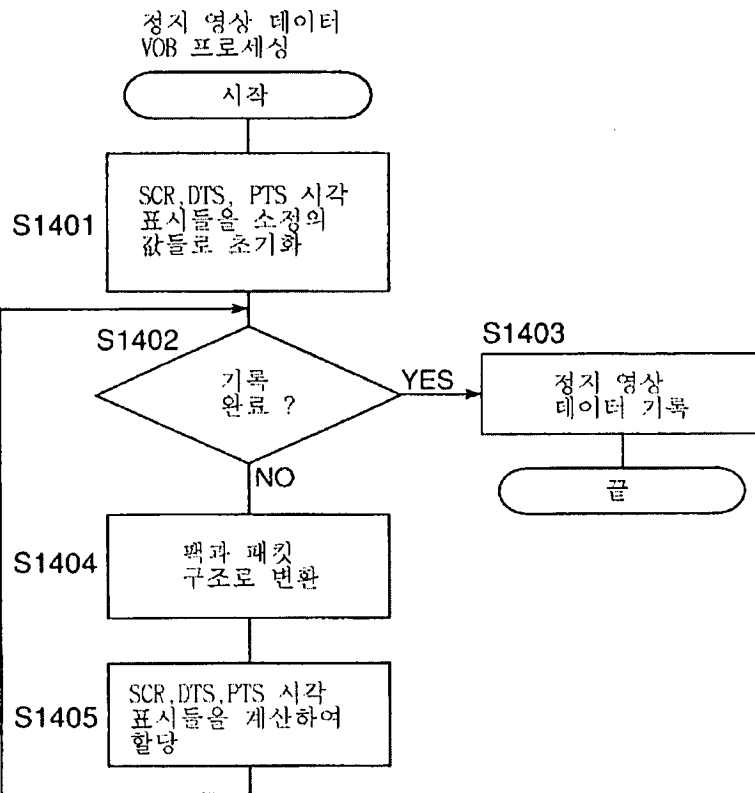 정지 영상 데이터
VOB 프로세싱
시작
S1401
SCR,DTS, PTS 시각
표시들을 소정의
값들로 초기화
S1402
기록
완료 ?
YES
S1403
정지 영상
데이터 기록
끝
NO
S1404
팩과 패킷
구조로 변환
S1405
SCR,DTS,PTS 시각
표시들을 계산하여
할당